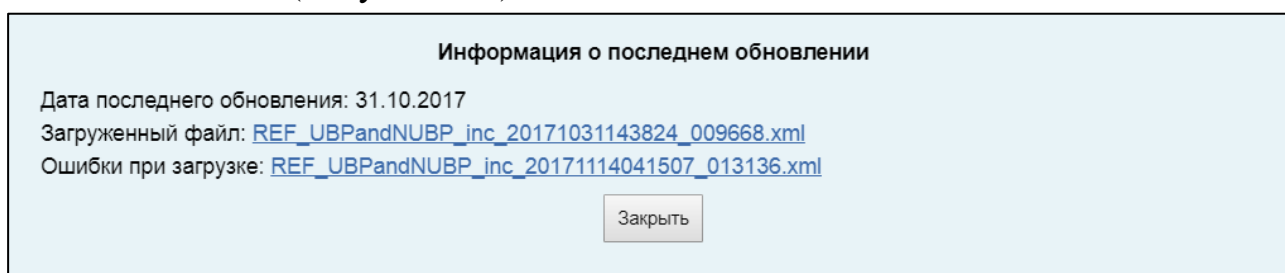 Информация о последнем обновлении
Дата последнего обновления: 31.10.2017
Загруженный файл: REF_UBPandNUBP_inc_20171031143824_009668.xml
Ошибки при загрузке: REF_UBPandNUBP_inc_20171114041507_013136.xml
Закрыть